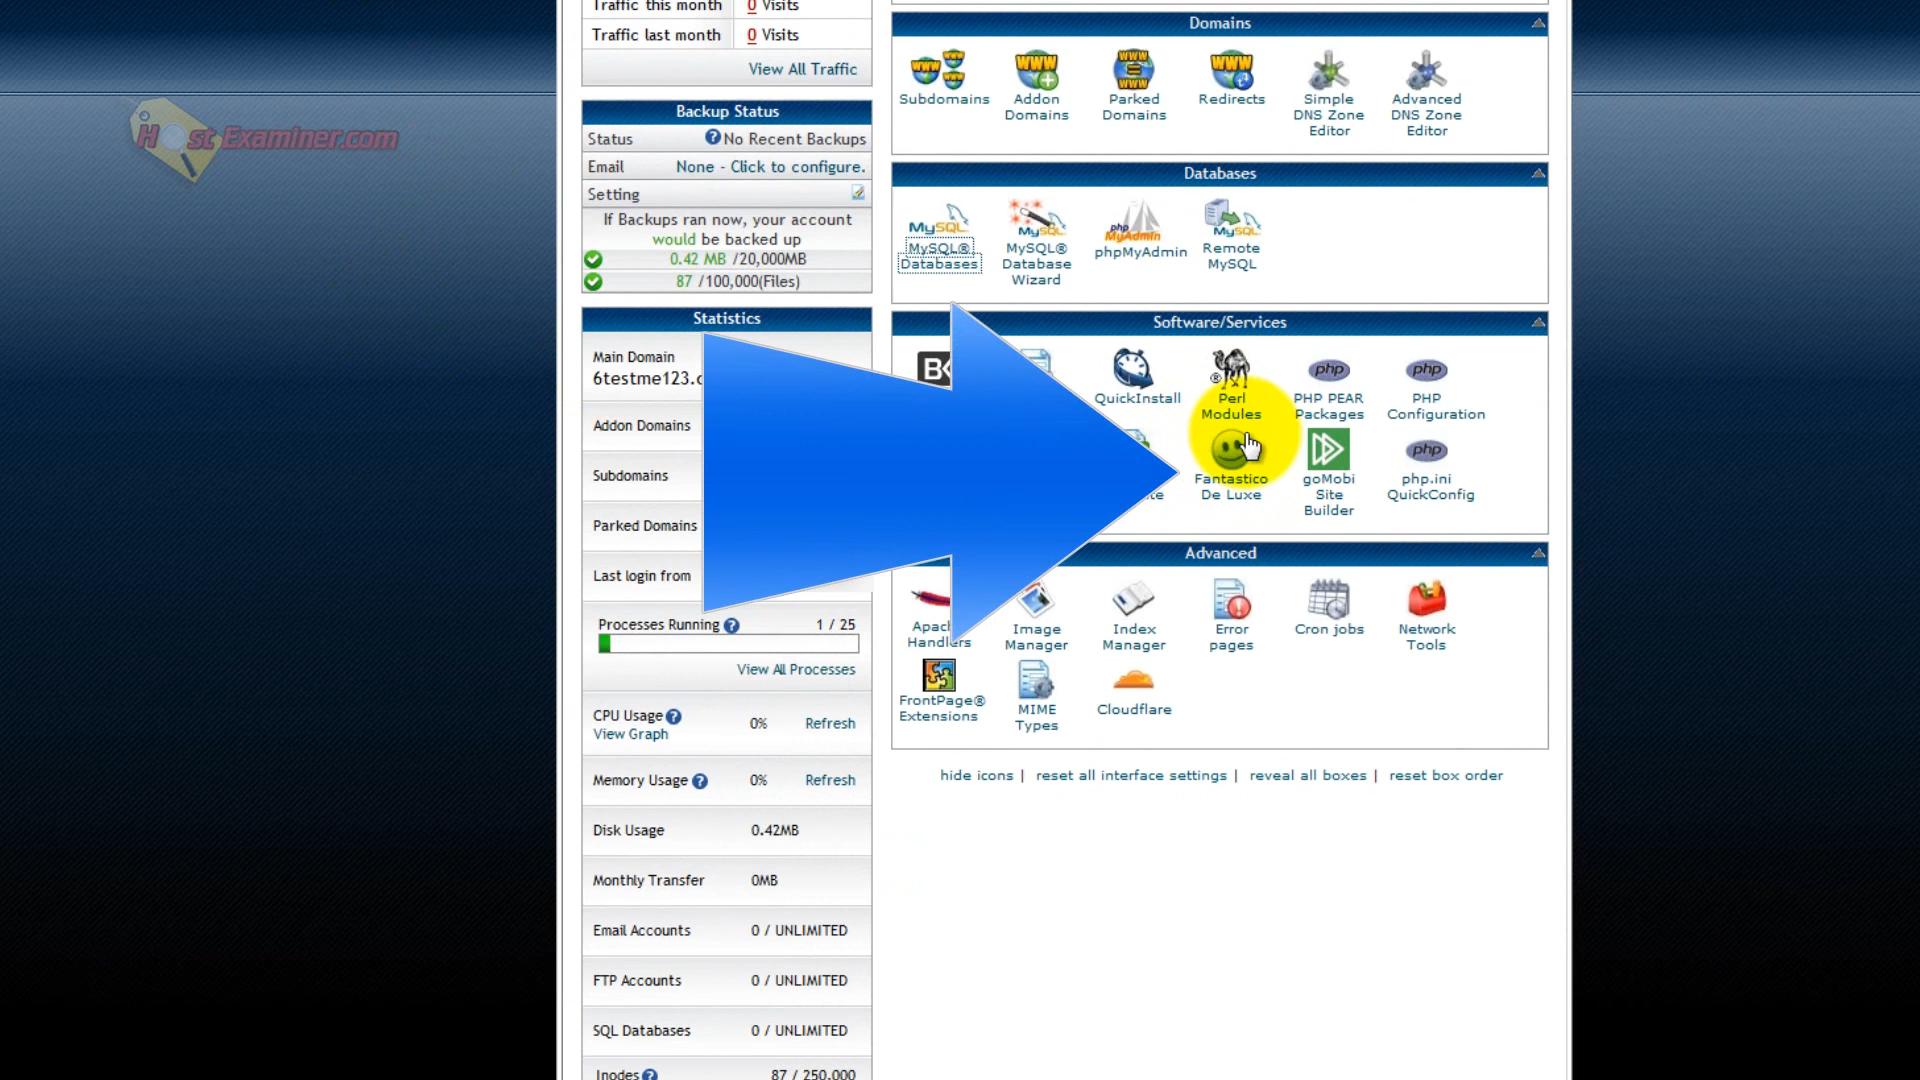 Traffic this month 0 Visits
Traffic last month 0 Visits
View All Traffic
Host Examiner.com
Backup Status
Status No Recent Backups
Email None - Click to configure.
Setting
If Backups ran now, your account
would be backed up
0.42 MB /20,000MB
87 /100,000(Files)
Statistics
Main Domain
6testme123.
Addon Domains
Subdomains
Parked Domains
Last login from
Processes Running 1 / 25
View All Processes
CPU Usage 0% Refresh
View Graph
Memory Usage 0% Refresh
Disk Usage 0.42MB
Monthly Transfer 0MB
Email Accounts 0 / UNLIMITED
FTP Accounts 0 / UNLIMITED
SQL Databases 0 / UNLIMITED
Inodes 87 / 250,000
Domains
Subdomains
Addon
Domains
Parked
Domains
Redirects
Simple
DNS Zone
Editor
Advanced
DNS Zone
Editor
Databases
MySQL®
Databases
MySQL®
Database
Wizard
phpMyAdmin
Remote
MySQL
Software/Services
QuickInstall
Perl
Modules
PHP PEAR
Packages
PHP
Configuration
Fantastico
De Luxe
goMobi
Site
Builder
php.ini
QuickConfig
Advanced
Handlers
Image
Manager
Index
Manager
Error
pages
Cron jobs
Network
Tools
FrontPage®
Extensions
MIME
Types
Cloudflare
hide icons | reset all interface settings | reveal all boxes | reset box order